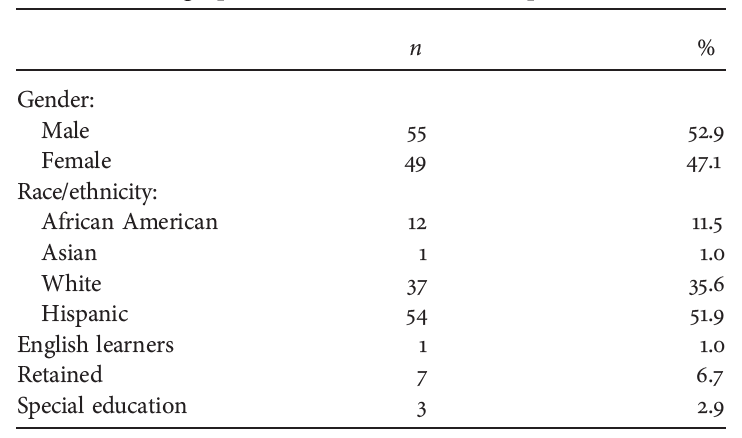 n %
Gender:
Male 55 52.9
Female 49 47.1
Race/ethnicity:
African American 12 11.5
Asian 1 1.0
White 37 35.6
Hispanic 54 51.9
English learners 1 1.0
Retained 7 6.7
Special education 3 2.9